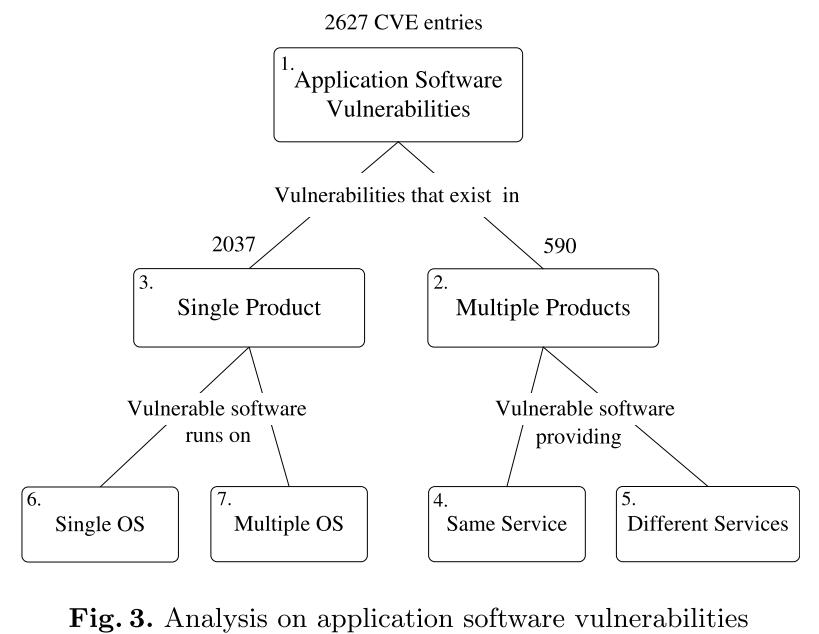 2627 CVE entries
1.
Application Software
Vulnerabilities
Vulnerabilities that exist in
2037
590
3.
Single Product
2.
Multiple Products
Vulnerable software
runs on
Vulnerable software
providing
6.
Single OS
7.
Multiple OS
4.
Same Service
5.
Different Services
Fig. 3. Analysis on application software vulnerabilities